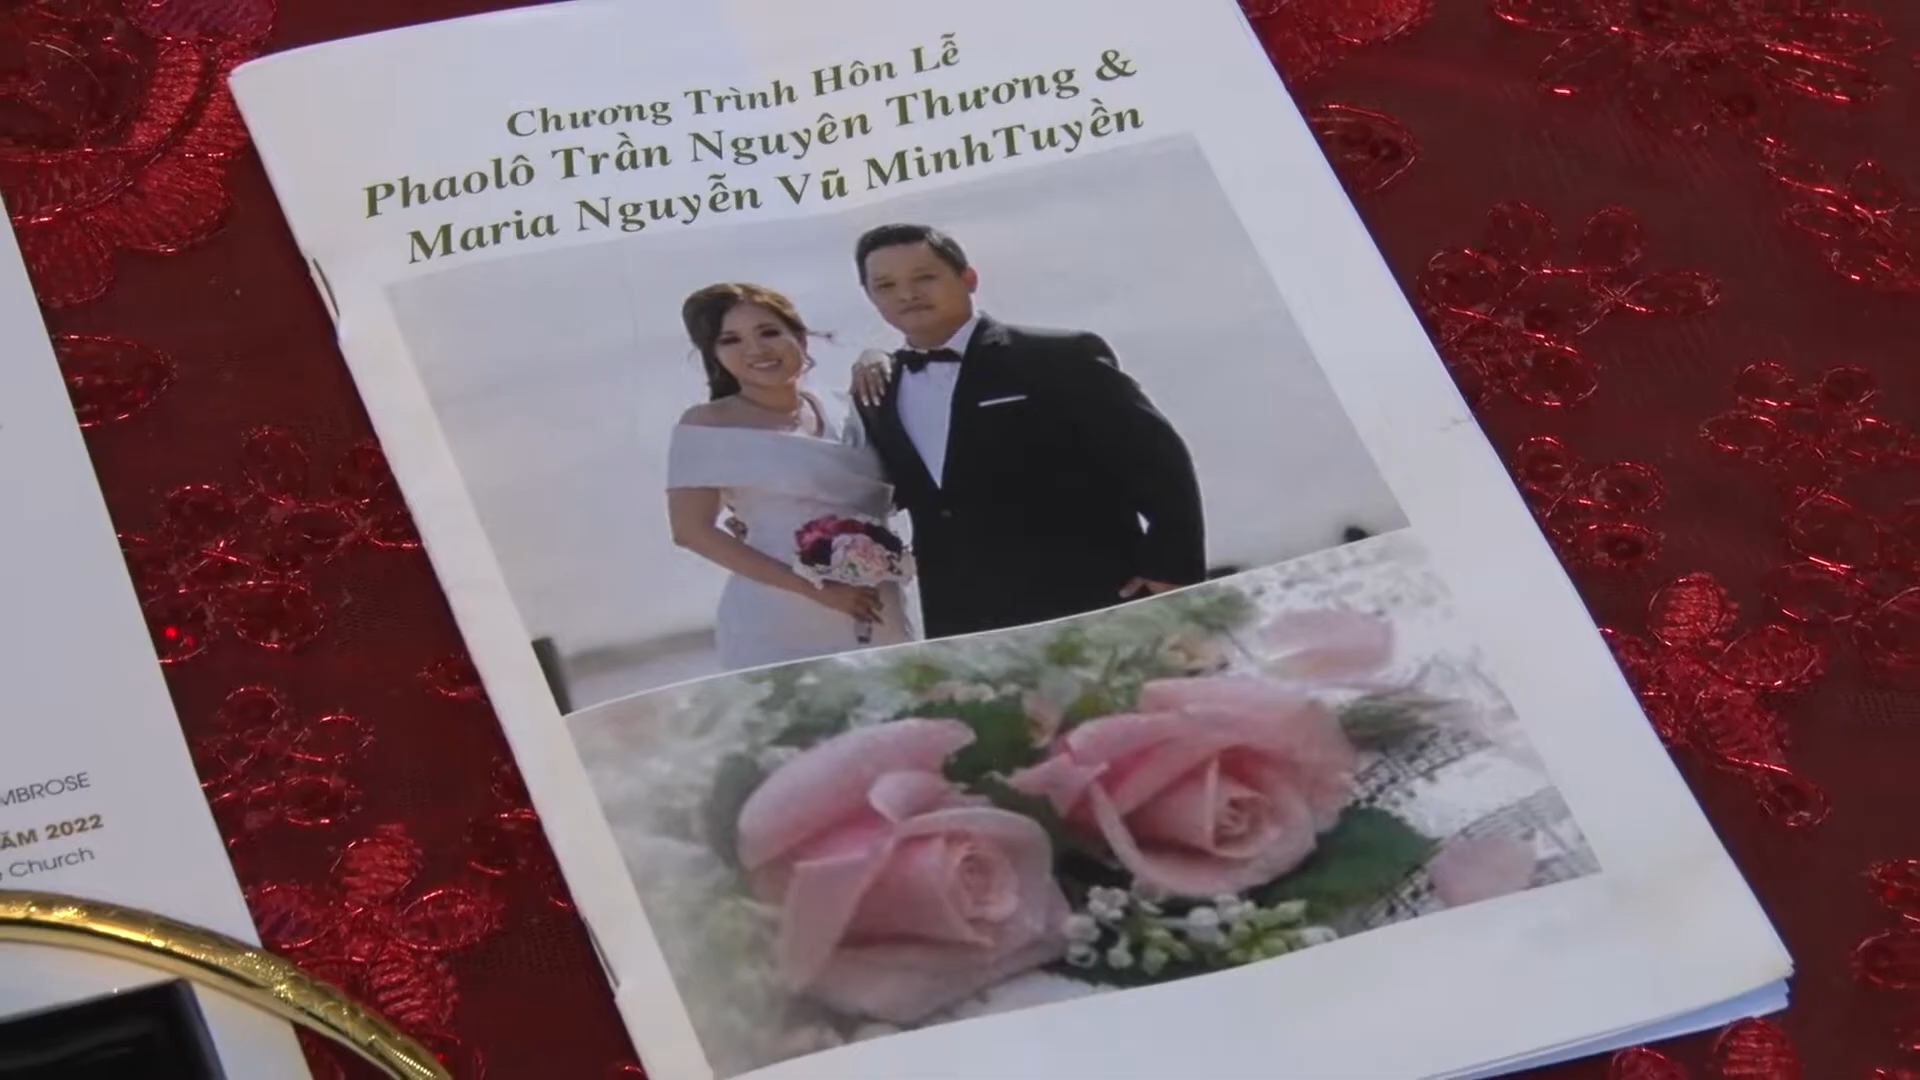 Chương Trình Hôn Lễ
Phaolô Trần Nguyên Thương &
Maria Nguyễn Vũ MinhTuyền
MBROSE
ĂM 2022
Church